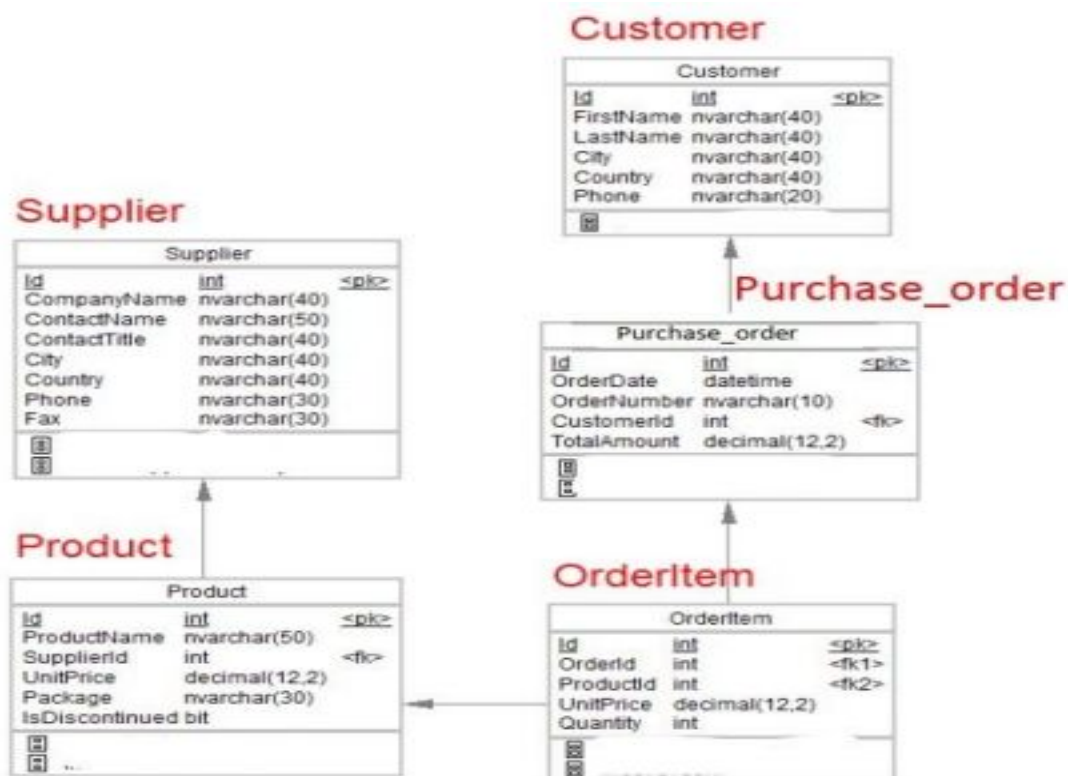 Customer
Customer
Id int <pk>
FirstName nvarchar(40)
LastName nvarchar(40)
City nvarchar(40)
Country nvarchar(40)
Phone nvarchar(20)
Supplier
Supplier
Id int <pk>
CompanyName nvarchar(40)
ContactName nvarchar(50)
ContactTitle nvarchar(40)
City nvarchar(40)
Country nvarchar(40)
Phone nvarchar(30)
Fax nvarchar(30)
Purchase_order
Purchase_order
Id int <pk>
OrderDate datetime
OrderNumber nvarchar(10)
CustomerId int <fk>
TotalAmount decimal(12,2)
Product
Product
Id int <pk>
ProductName nvarchar(50)
SupplierId int <fk>
UnitPrice decimal(12,2)
Package nvarchar(30)
IsDiscontinued bit
OrderItem
OrderItem
Id int <pk>
OrderId int <fk1>
ProductId int <fk2>
UnitPrice decimal(12,2)
Quantity int